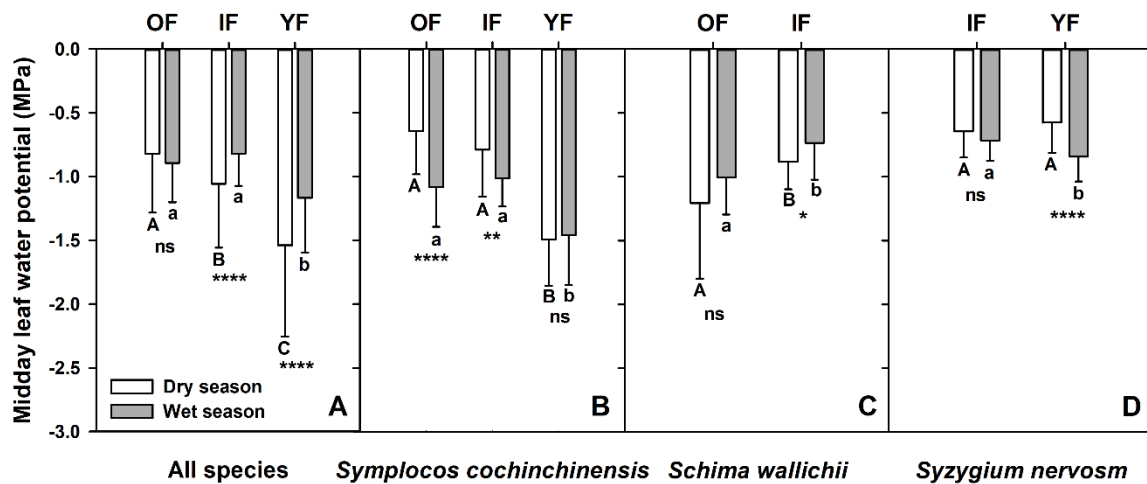 OF IF YF OF IF YF OF IF IF YF
Midday leaf water potential (MPa)
0.0
-0.5
-1.0
-1.5
-2.0
-2.5
-3.0
A a
ns
B a
****
C b
****
A a
****
A a
**
B b
ns
A a
ns
B b
*
A a
ns
A b
****
Dry season
Wet season
A B C D
All species Symplocos cochinchinensis Schima wallichii Syzygium nervosm